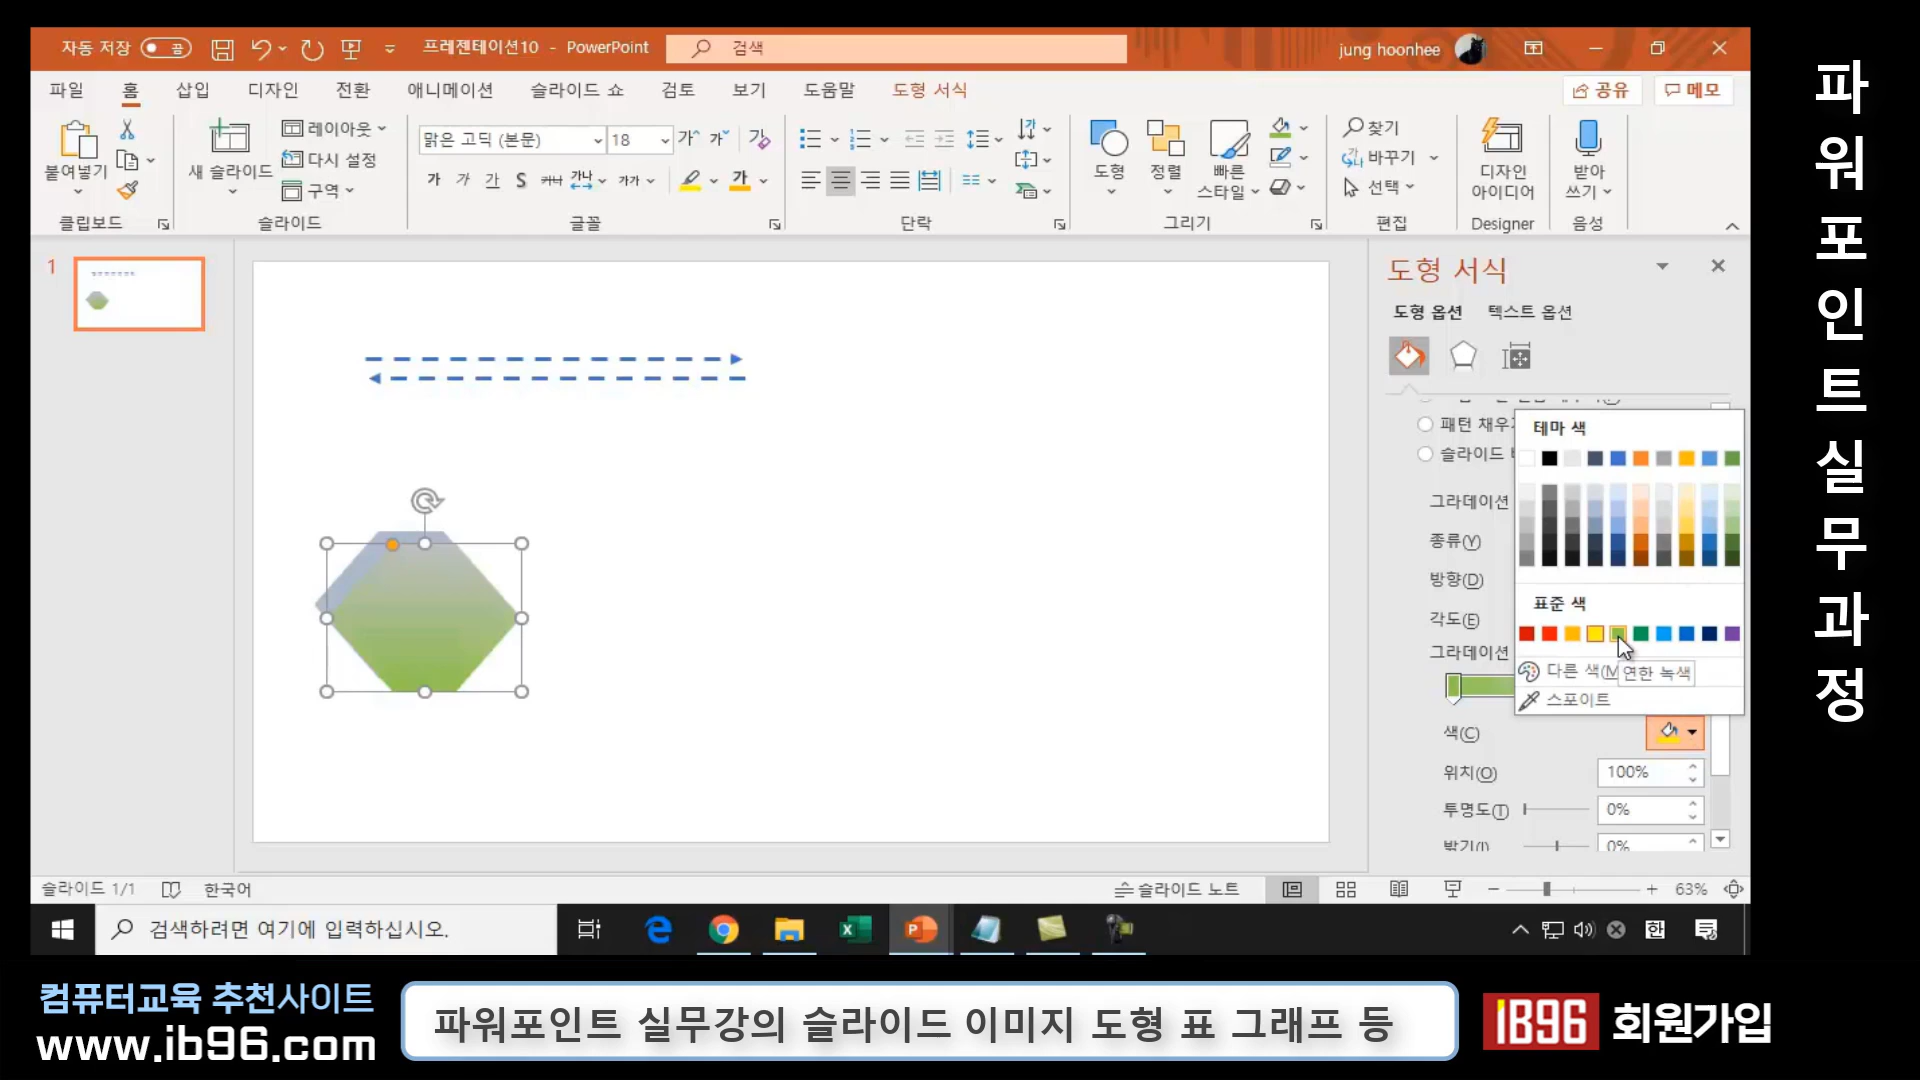 자동 저장 끔 프레젠테이션10 - PowerPoint 검색 jung hoonhee
파일 홈 삽입 디자인 전환 애니메이션 슬라이드 쇼 검토 보기 도움말 도형 서식 공유 메모
붙여넣기
새 슬라이드
레이아웃
다시 설정
구역
맑은 고딕 (본문) 18
도형 정렬 빠른 스타일
찾기
바꾸기
선택
디자인 아이디어
받아 쓰기
클립보드 슬라이드 글꼴 단락 그리기 편집 Designer 음성
1
도형 서식
도형 옵션 텍스트 옵션
패턴 채우
슬라이드
그라데이션
종류(Y)
방향(D)
각도(E)
그라데이션
테마 색
표준 색
다른 색(M
연한 녹색
스포이트
색(C)
위치(O) 100%
투명도(T) 0%
밝기(I) 0%
슬라이드 1/1 한국어 슬라이드 노트 63%
검색하려면 여기에 입력하십시오. 한
파워포인트실무과정
컴퓨터교육 추천사이트
www.ib96.com
파워포인트 실무강의 슬라이드 이미지 도형 표 그래프 등
IB96 회원가입